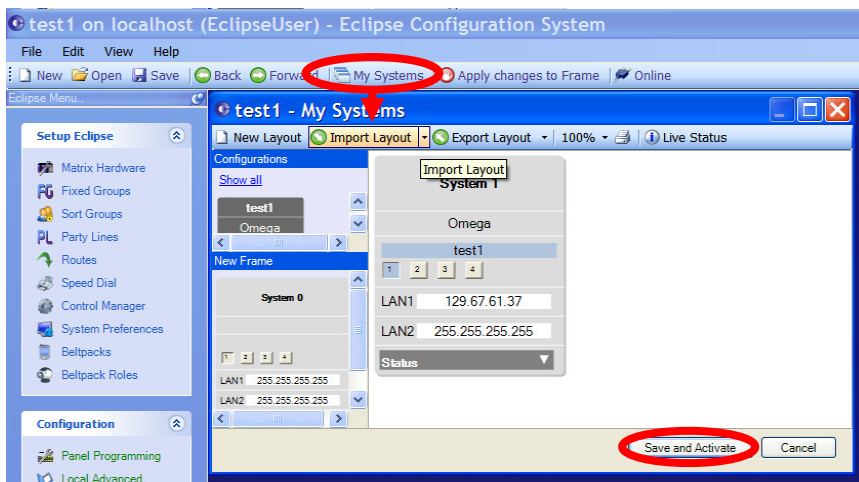 test1 on localhost (EclipseUser) - Eclipse Configuration System
File Edit View Help
New Open Save Back Forward My Systems Apply changes to Frame Online
Eclipse Menu...
Setup Eclipse
Matrix Hardware
Fixed Groups
Sort Groups
PL Party Lines
Routes
Speed Dial
Control Manager
System Preferences
Beltpacks
Beltpack Roles
Configuration
Panel Programming
Local Advanced
test1 - My Systems
New Layout Import Layout Export Layout 100% Live Status
Import Layout
Configurations
Show all
test1
Omega
New Frame
System 0
1 2 3 4
LAN1 255.255.255.255
LAN2 255.255.255.255
System 1
Omega
test1
1 2 3 4
LAN1 129.67.61.37
LAN2 255.255.255.255
Status
Save and Activate Cancel